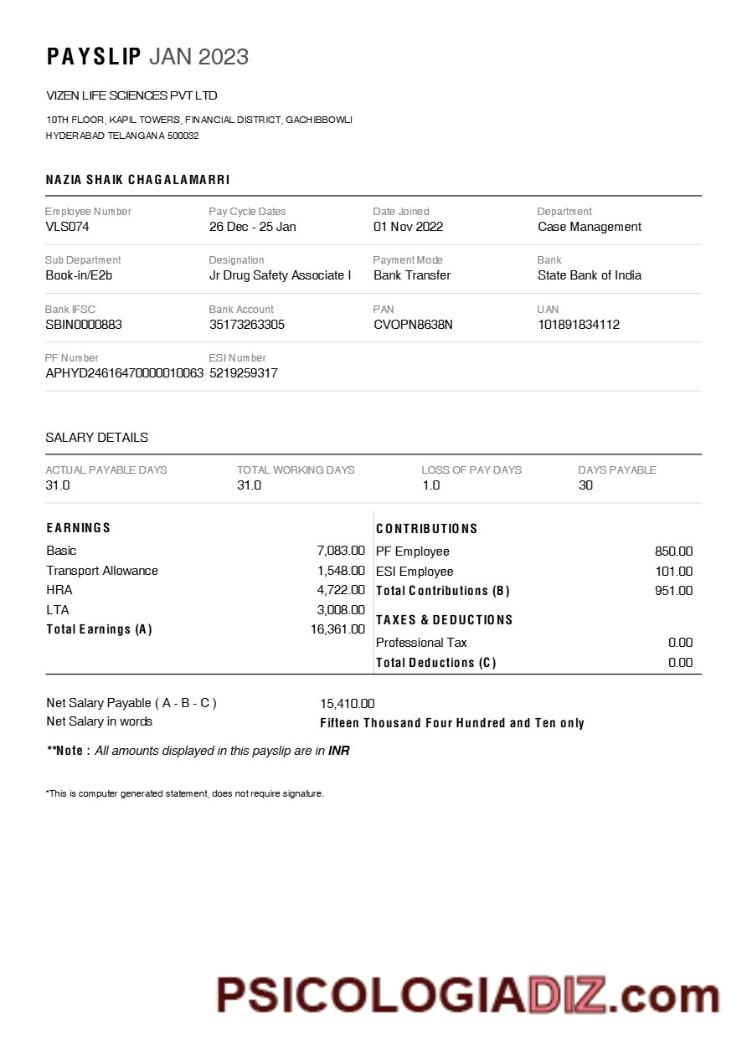 PAYSLIP JAN 2023
VIZEN LIFE SCIENCES PVT LTD
10TH FLOOR, KAPIL TOWERS, FINANCIAL DISTRICT, GACHIBBOWLI
HYDERABAD TELANGANA 500032
NAZIA SHAIK CHAGALAMARRI
Employee Number Pay Cycle Dates Date Joined Department
VLS074 26 Dec - 25 Jan 01 Nov 2022 Case Management
Sub Department Designation Payment Mode Bank
Book-in/E2b Jr Drug Safety Associate I Bank Transfer State Bank of India
Bank IFSC Bank Account PAN UAN
SBIN0000883 35173263305 CVOPN8638N 101891834112
PF Number ESI Number
APHYD24616470000010063 5219259317
SALARY DETAILS
ACTUAL PAYABLE DAYS TOTAL WORKING DAYS LOSS OF PAY DAYS DAYS PAYABLE
31.0 31.0 1.0 30
EARNINGS CONTRIBUTIONS
Basic 7,083.00 PF Employee 850.00
Transport Allowance 1,548.00 ESI Employee 101.00
HRA 4,722.00 Total Contributions (B) 951.00
LTA 3,008.00
TAXES & DEDUCTIONS
Total Earnings (A) 16,361.00
Professional Tax 0.00
Total Deductions (C) 0.00
Net Salary Payable ( A - B - C ) 15,410.00
Net Salary in words Fifteen Thousand Four Hundred and Ten only
**Note : All amounts displayed in this payslip are in INR
*This is computer generated statement, does not require signature.
PSICOLOGIADIZ.com